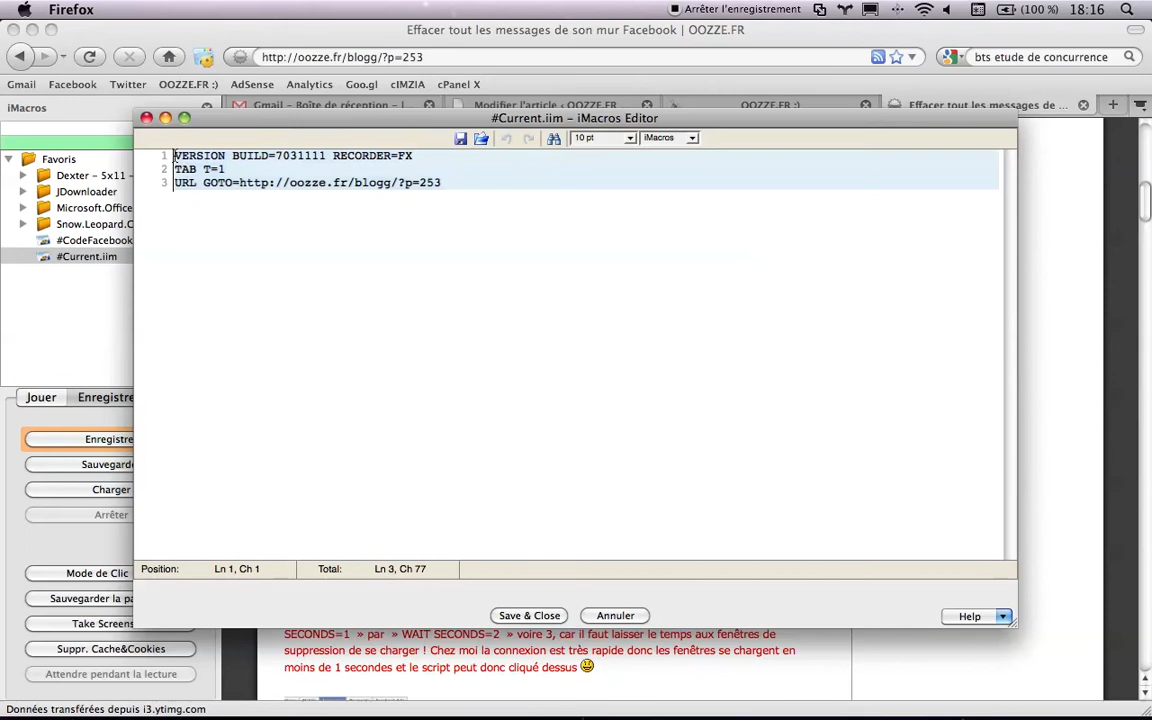 Firefox
Arrêter l'enregistrement
(100 %)
18:16
Effacer tout les messages de son mur Facebook | OOZZE.FR
http://oozze.fr/blogg/?p=253
bts etude de concurrence
Gmail
Facebook
Twitter
OOZZE.FR :)
AdSense
Analytics
Goo.gl
cIMZIA
cPanel X
iMacros
Gmail – Boîte de réception – l...
Modifier l'article ‹ OOZZE.FR ...
OOZZE.FR :)
Effacer tout les messages de ...
#Current.iim – iMacros Editor
10 pt
iMacros
1 VERSION BUILD=7031111 RECORDER=FX
2 TAB T=1
3 URL GOTO=http://oozze.fr/blogg/?p=253
Favoris
Dexter – 5x11 –
JDownloader
Microsoft.Office
Snow.Leopard.C
#CodeFacebook
#Current.iim
Jouer
Enregistre
Enregistre
Sauvegarde
Charger
Arrêter
Mode de Clic
Sauvegarder la pa
Take Screens
Suppr. Cache&Cookies
Attendre pendant la lecture
Position:
Ln 1, Ch 1
Total:
Ln 3, Ch 77
Save & Close
Annuler
Help
SECONDS=1 » par » WAIT SECONDS=2 » voire 3, car il faut laisser le temps aux fenêtres de
suppression de se charger ! Chez moi la connexion est très rapide donc les fenêtres se chargent en
moins de 1 secondes et le script peut donc cliqué dessus
Données transférées depuis i3.ytimg.com